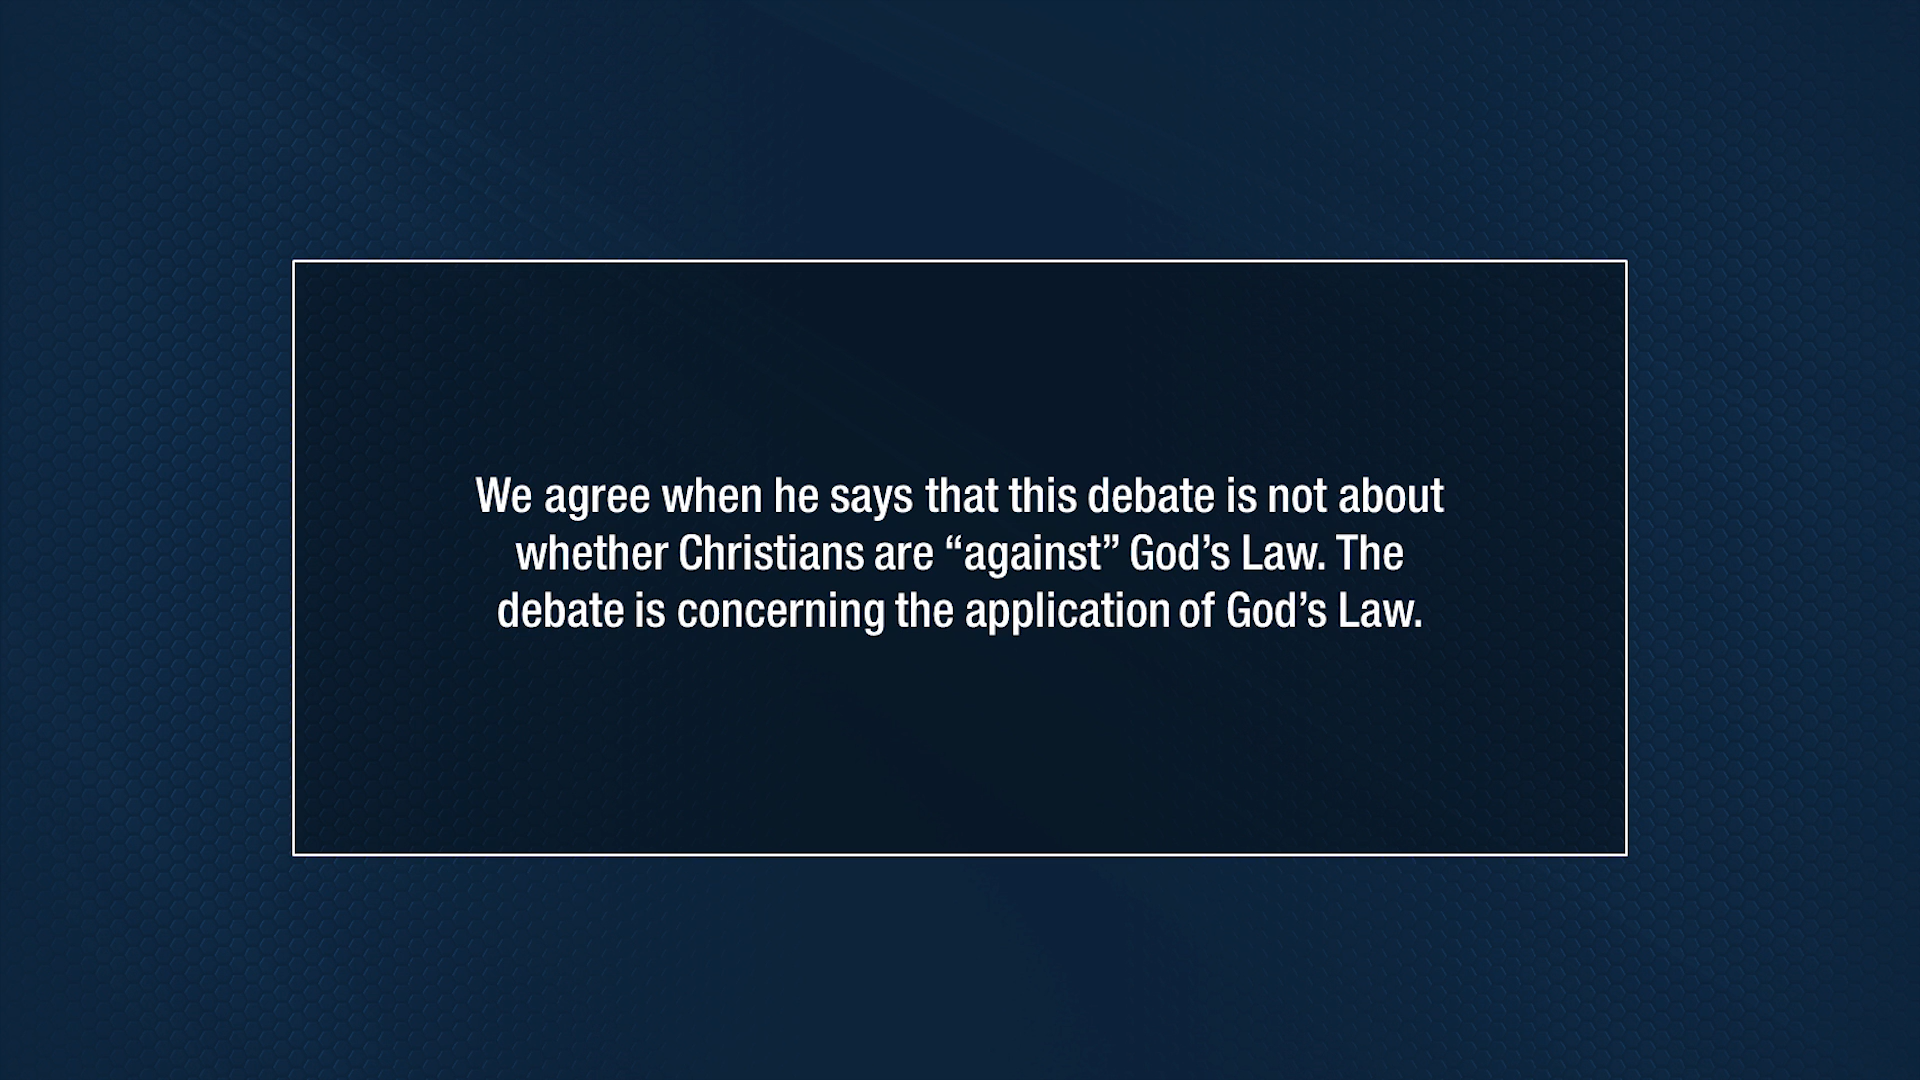 We agree when he says that this debate is not about
whether Christians are “against” God’s Law. The
debate is concerning the application of God’s Law.